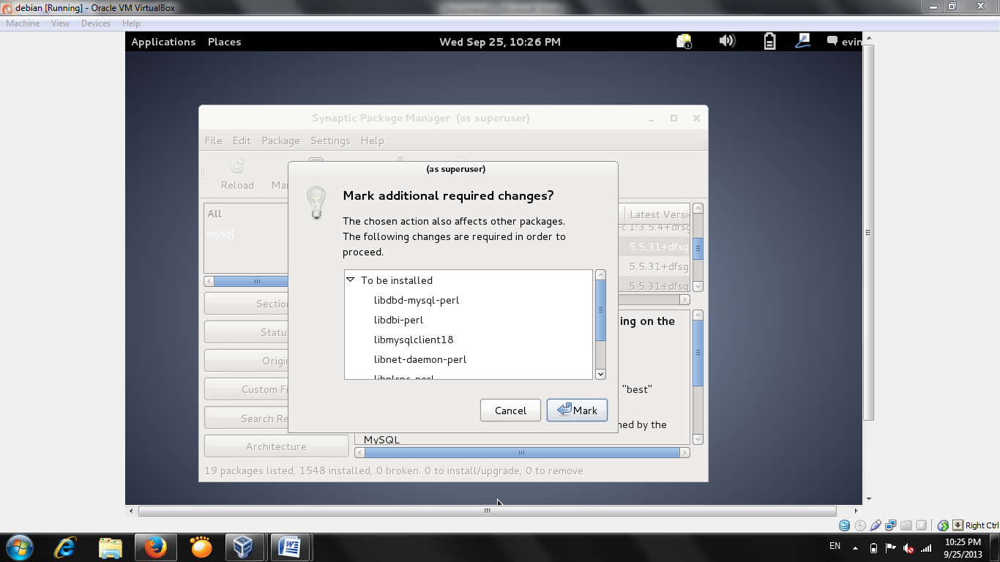 debian [Running] - Oracle VM VirtualBox
Machine View Devices Help
Applications Places Wed Sep 25, 10:26 PM evin
Synaptic Package Manager (as superuser)
File Edit Package Settings Help
Reload
(as superuser)
Mark additional required changes?
The chosen action also affects other packages.
The following changes are required in order to
proceed.
To be installed
libdbd-mysql-perl
libdbi-perl
libmysqlclient18
libnet-daemon-perl
libplrpc-perl
Cancel Mark
All
mysql
Latest Versi
1:3.5.4+dfsg
5.5.31+dfsg
5.5.31+dfsg
5.5.31+dfsg
Section
Statu
Origin
Custom Fi
Search Re
Architecture
ing on the
"best"
ned by the
MySQL
19 packages listed, 1548 installed, 0 broken. 0 to install/upgrade, 0 to remove
Right Ctrl
EN
10:25 PM
9/25/2013